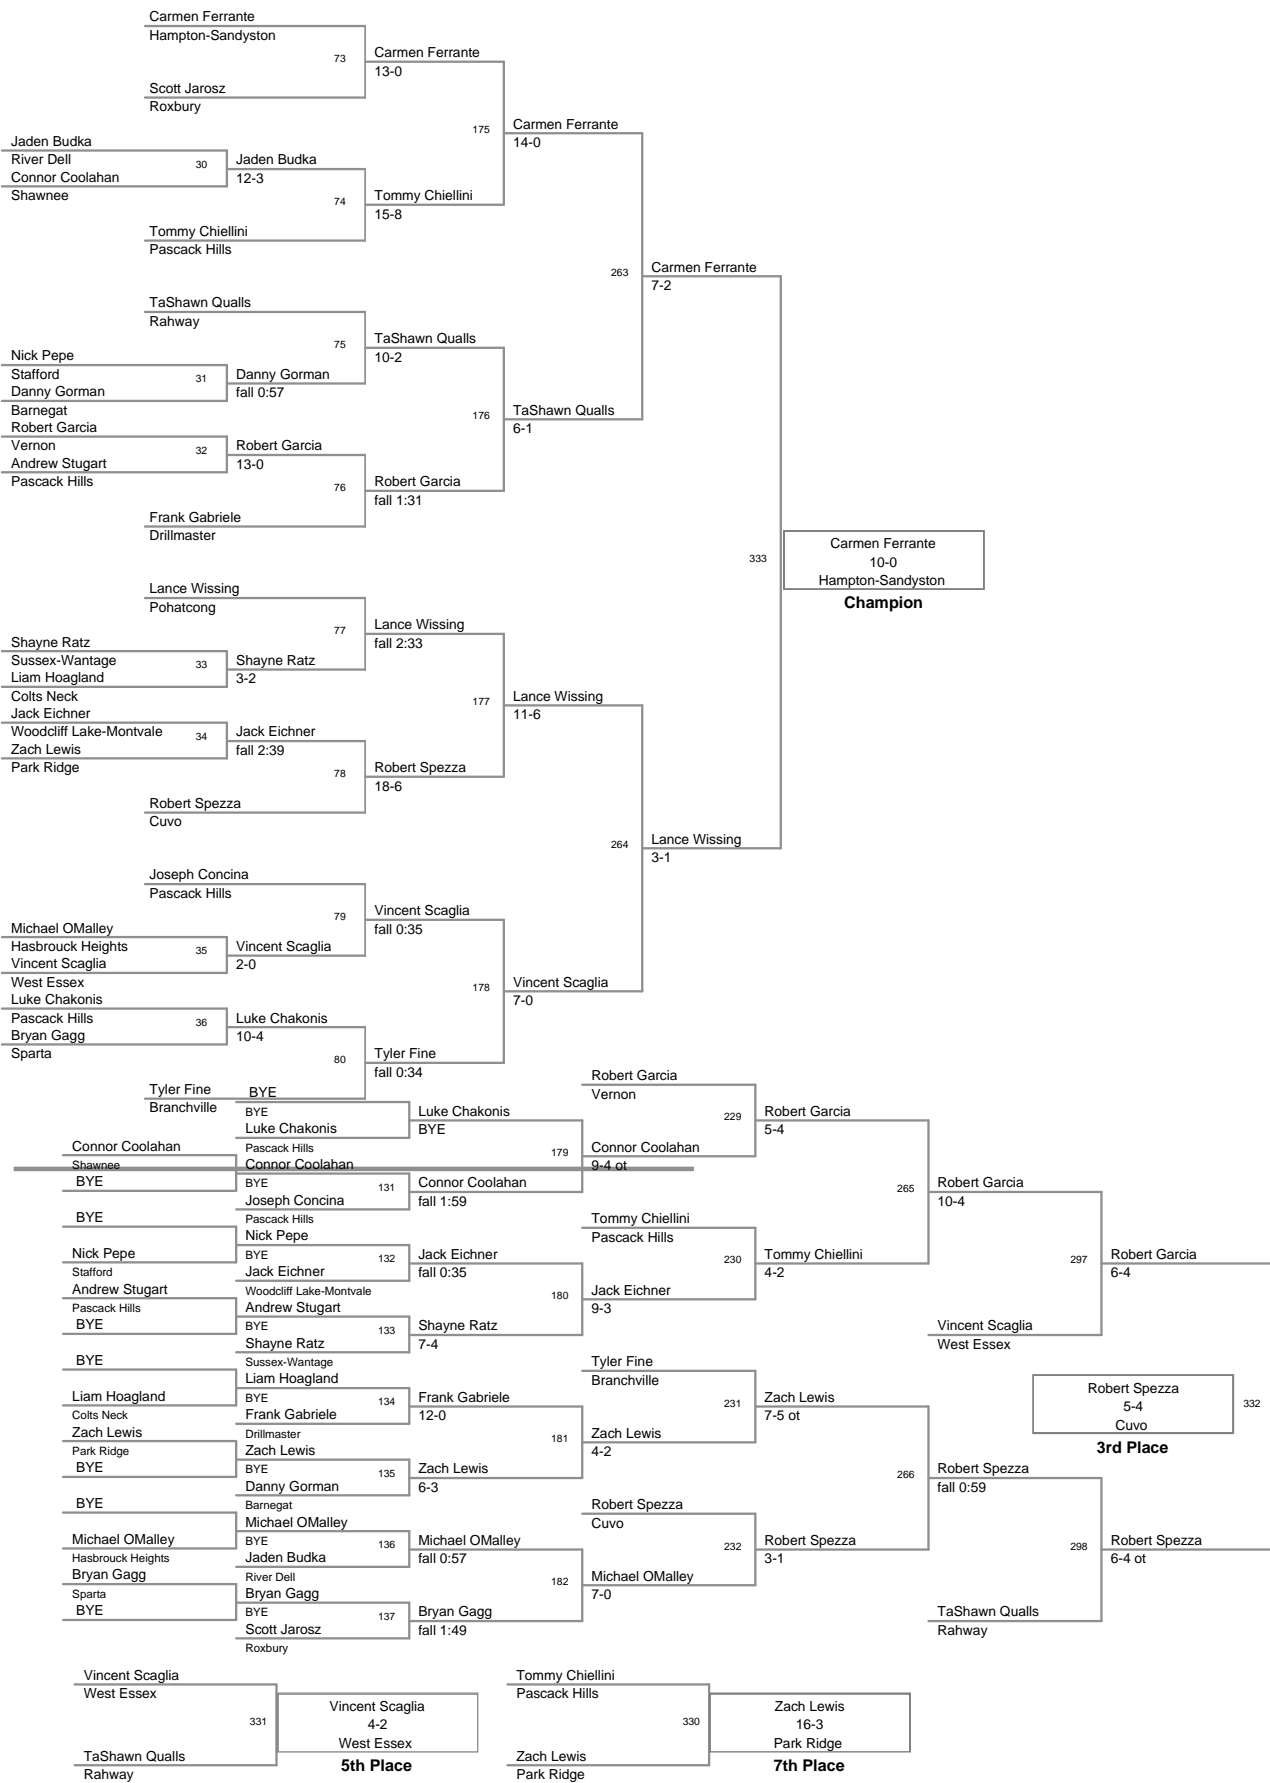 Carmen Ferrante
Hampton-Sandyston
73
Carmen Ferrante
13-0
Scott Jarosz
Roxbury
175
Carmen Ferrante
14-0
Jaden Budka
River Dell
30
Jaden Budka
12-3
Connor Coolahan
Shawnee
74
Tommy Chiellini
15-8
Tommy Chiellini
Pascack Hills
263
Carmen Ferrante
7-2
TaShawn Qualls
Rahway
75
TaShawn Qualls
10-2
Nick Pepe
Stafford
31
Danny Gorman
fall 0:57
Danny Gorman
Barnegat
176
TaShawn Qualls
6-1
Robert Garcia
Vernon
32
Robert Garcia
13-0
Andrew Stugart
Pascack Hills
76
Robert Garcia
fall 1:31
Frank Gabriele
Drillmaster
333
Carmen Ferrante
10-0
Hampton-Sandyston
Champion
Lance Wissing
Pohatcong
77
Lance Wissing
fall 2:33
Shayne Ratz
Sussex-Wantage
33
Shayne Ratz
3-2
Liam Hoagland
Colts Neck
177
Lance Wissing
11-6
Jack Eichner
Woodcliff Lake-Montvale
34
Jack Eichner
fall 2:39
Zach Lewis
Park Ridge
78
Robert Spezza
18-6
Robert Spezza
Cuvo
264
Lance Wissing
3-1
Joseph Concina
Pascack Hills
79
Vincent Scaglia
fall 0:35
Michael OMalley
Hasbrouck Heights
35
Vincent Scaglia
2-0
Vincent Scaglia
West Essex
178
Vincent Scaglia
7-0
Luke Chakonis
Pascack Hills
36
Luke Chakonis
10-4
Bryan Gagg
Sparta
80
Tyler Fine
fall 0:34
Tyler Fine
Branchville
BYE
BYE
Luke Chakonis
Pascack Hills
Luke Chakonis
BYE
Robert Garcia
Vernon
229
Robert Garcia
5-4
179
Connor Coolahan
9-4 ot
Connor Coolahan
Shawnee
BYE
Connor Coolahan
BYE
131
Connor Coolahan
fall 1:59
Joseph Concina
Pascack Hills
265
Robert Garcia
10-4
BYE
Nick Pepe
Stafford
Nick Pepe
BYE
132
Jack Eichner
fall 0:35
Jack Eichner
Woodcliff Lake-Montvale
Tommy Chiellini
Pascack Hills
230
Tommy Chiellini
4-2
180
Jack Eichner
9-3
297
Robert Garcia
6-4
Andrew Stugart
Pascack Hills
BYE
Andrew Stugart
BYE
133
Shayne Ratz
7-4
Shayne Ratz
Sussex-Wantage
Vincent Scaglia
West Essex
BYE
Liam Hoagland
Colts Neck
Liam Hoagland
BYE
134
Frank Gabriele
12-0
Frank Gabriele
Drillmaster
Tyler Fine
Branchville
231
Zach Lewis
7-5 ot
181
Zach Lewis
4-2
Robert Spezza
5-4
Cuvo
332
3rd Place
Zach Lewis
Park Ridge
BYE
Zach Lewis
BYE
135
Zach Lewis
6-3
Danny Gorman
Barnegat
266
Robert Spezza
fall 0:59
BYE
Michael OMalley
Hasbrouck Heights
Michael OMalley
BYE
136
Michael OMalley
fall 0:57
Jaden Budka
River Dell
Robert Spezza
Cuvo
232
Robert Spezza
3-1
182
Michael OMalley
7-0
298
Robert Spezza
6-4 ot
Bryan Gagg
Sparta
BYE
Bryan Gagg
BYE
137
Bryan Gagg
fall 1:49
Scott Jarosz
Roxbury
TaShawn Qualls
Rahway
Vincent Scaglia
West Essex
331
Vincent Scaglia
4-2
West Essex
5th Place
TaShawn Qualls
Rahway
Tommy Chiellini
Pascack Hills
330
Zach Lewis
16-3
Park Ridge
7th Place
Zach Lewis
Park Ridge